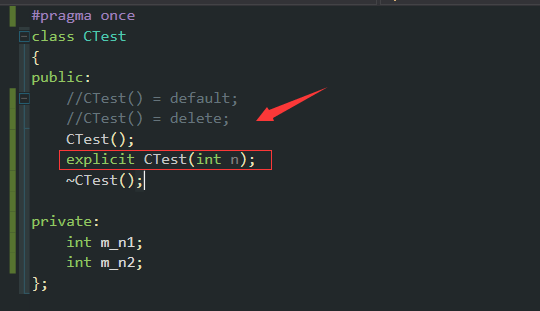 #pragma once
class CTest
{
public:
//CTest() = default;
//CTest() = delete;
CTest();
explicit CTest(int n);
~CTest();
private:
int m_n1;
int m_n2;
};